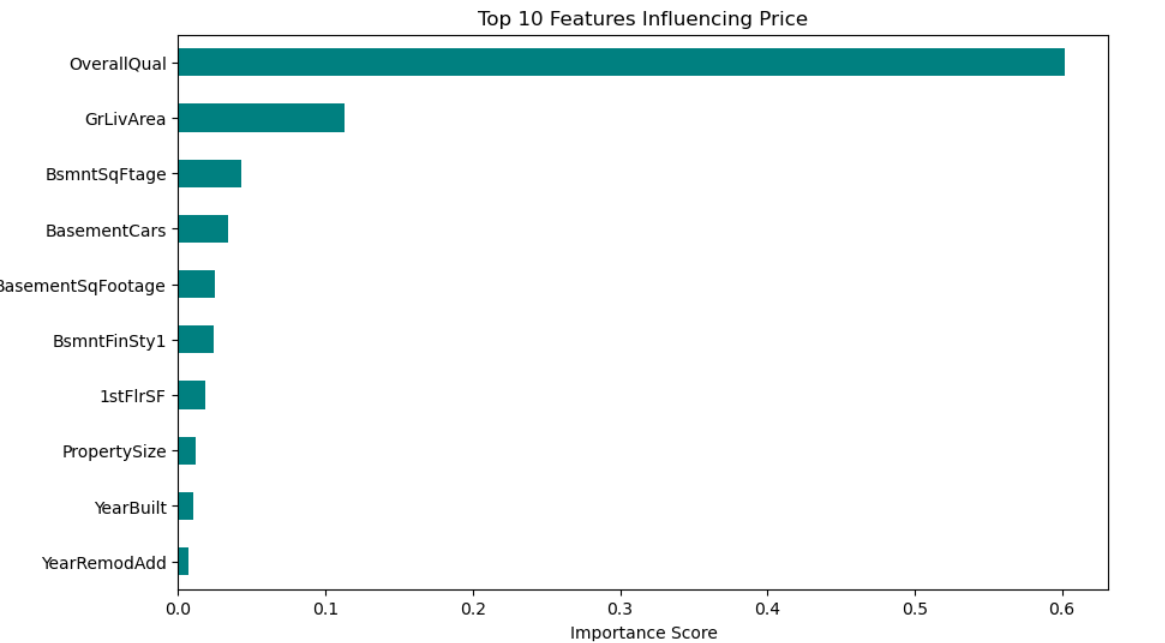 Top 10 Features Influencing Price
OverallQual
GrLivArea
BsmntSqFtage
BasementCars
BasementSqFootage
BsmntFinSty1
1stFlrSF
PropertySize
YearBuilt
YearRemodAdd
0.0 0.1 0.2 0.3 0.4 0.5 0.6
Importance Score